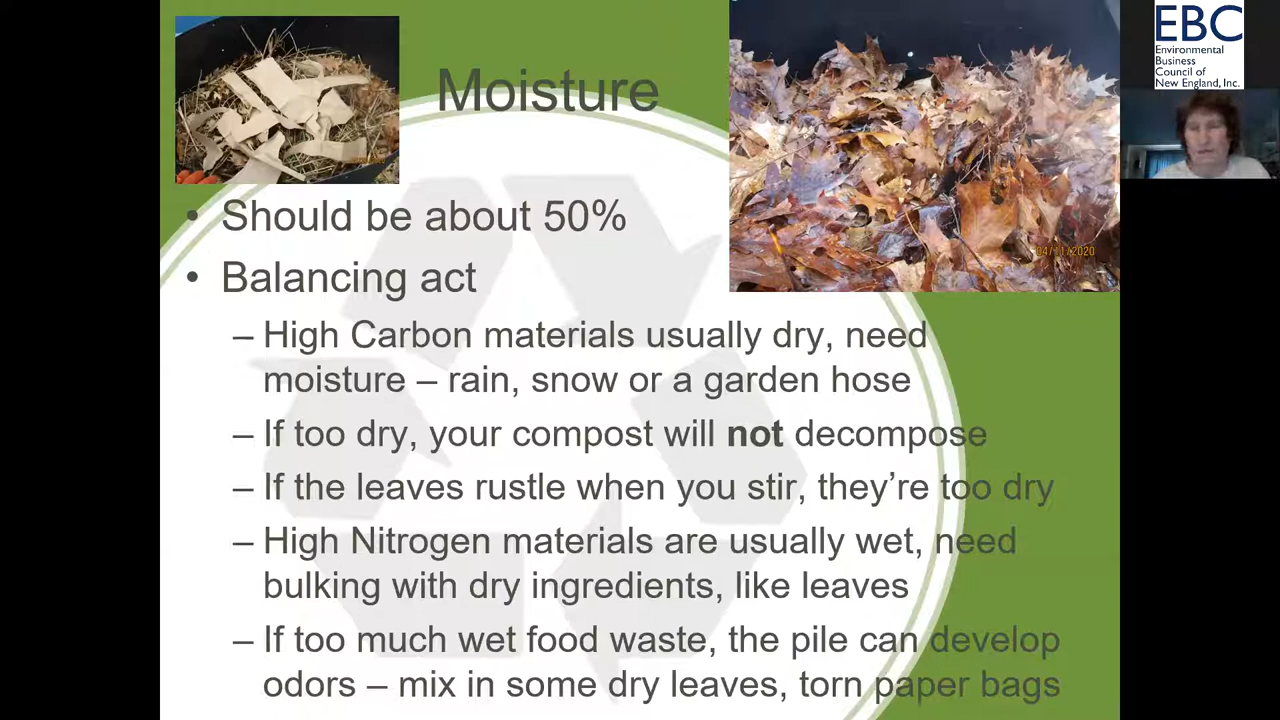 Moisture
• Should be about 50%
• Balancing act
– High Carbon materials usually dry, need
moisture – rain, snow or a garden hose
– If too dry, your compost will not decompose
– If the leaves rustle when you stir, they’re too dry
– High Nitrogen materials are usually wet, need
bulking with dry ingredients, like leaves
– If too much wet food waste, the pile can develop
odors – mix in some dry leaves, torn paper bags
04/11/2020
EBC
Environmental
Business
Council of
New England, Inc.